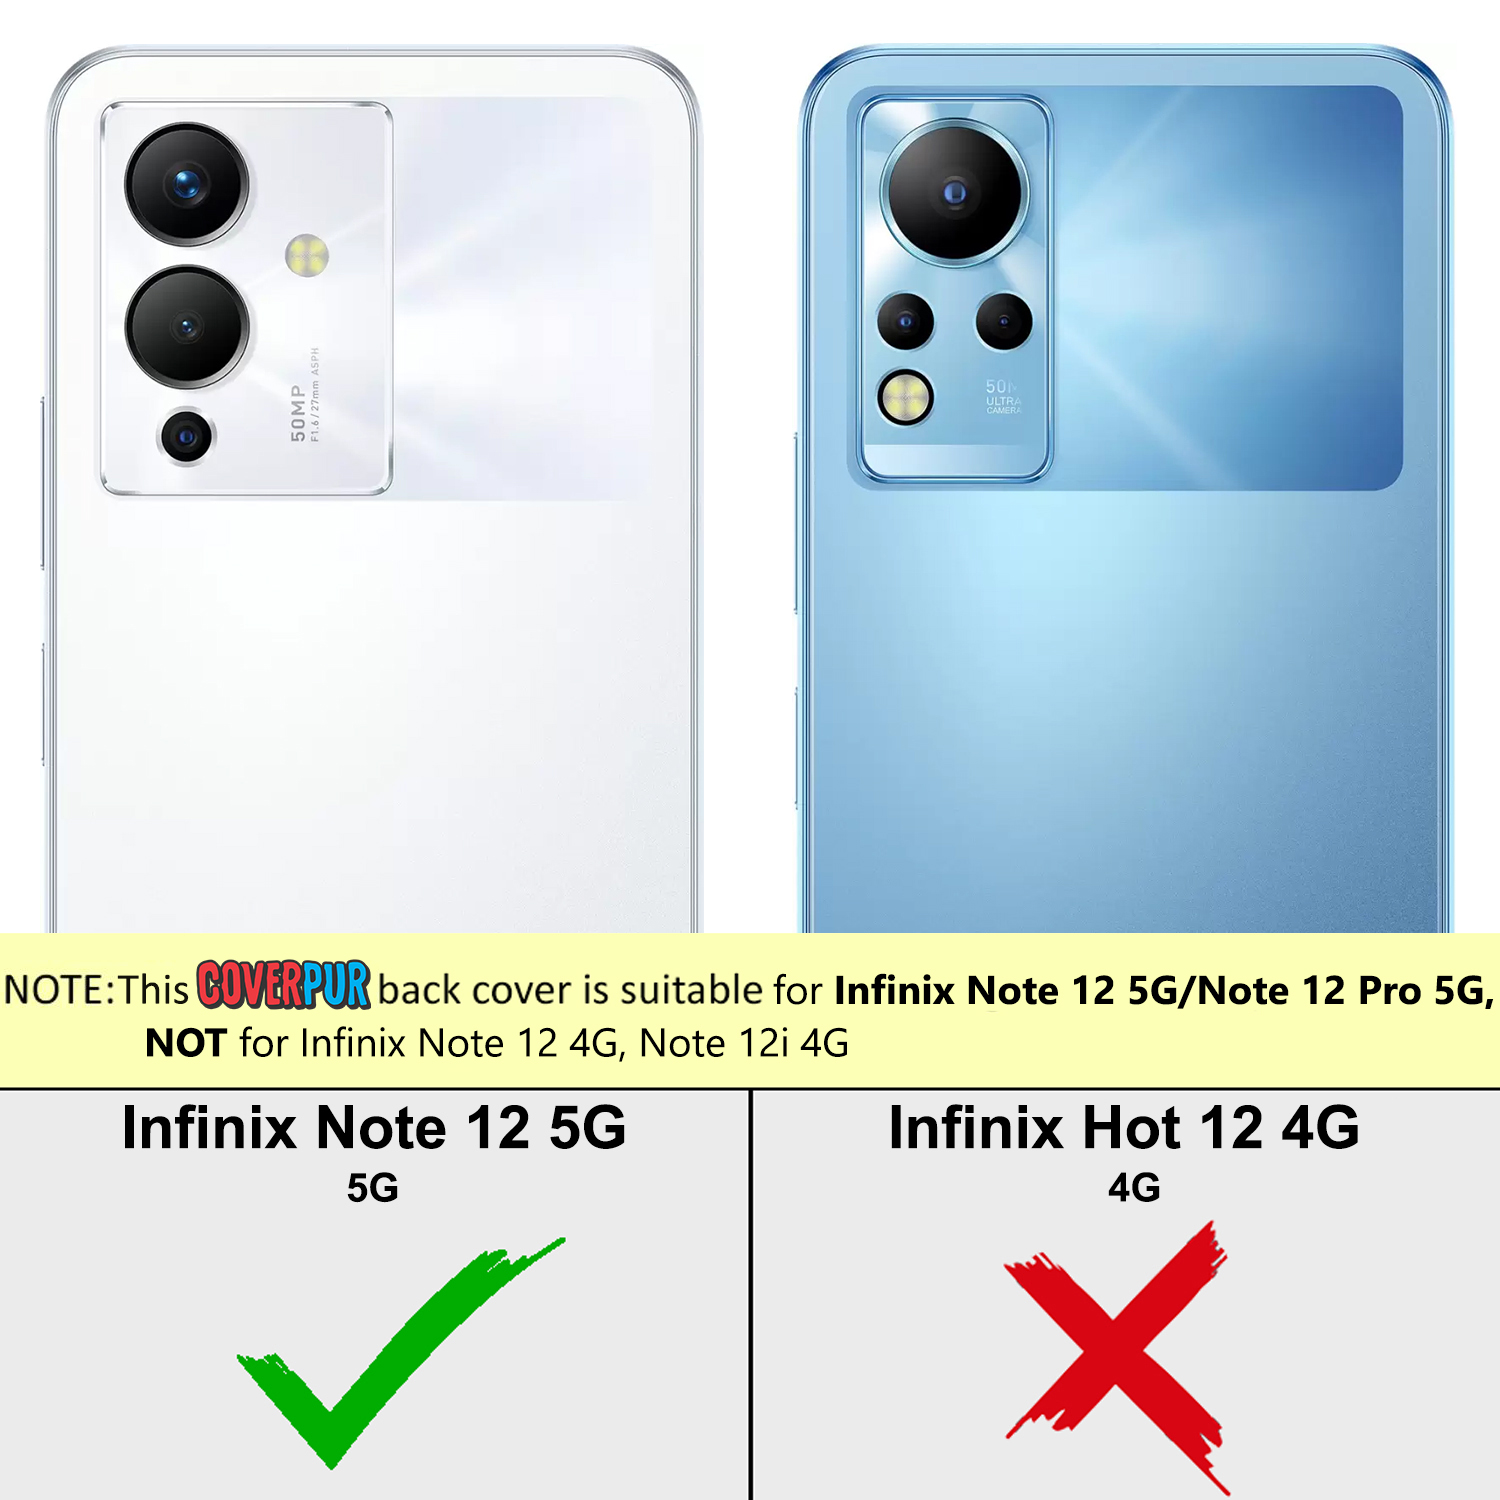 50MP
F1.6/27mm ASPH
50M
ULTRA
CAMERA
NOTE:This COVERPUR back cover is suitable for Infinix Note 12 5G/Note 12 Pro 5G,
NOT for Infinix Note 12 4G, Note 12i 4G
Infinix Note 12 5G
5G
Infinix Hot 12 4G
4G